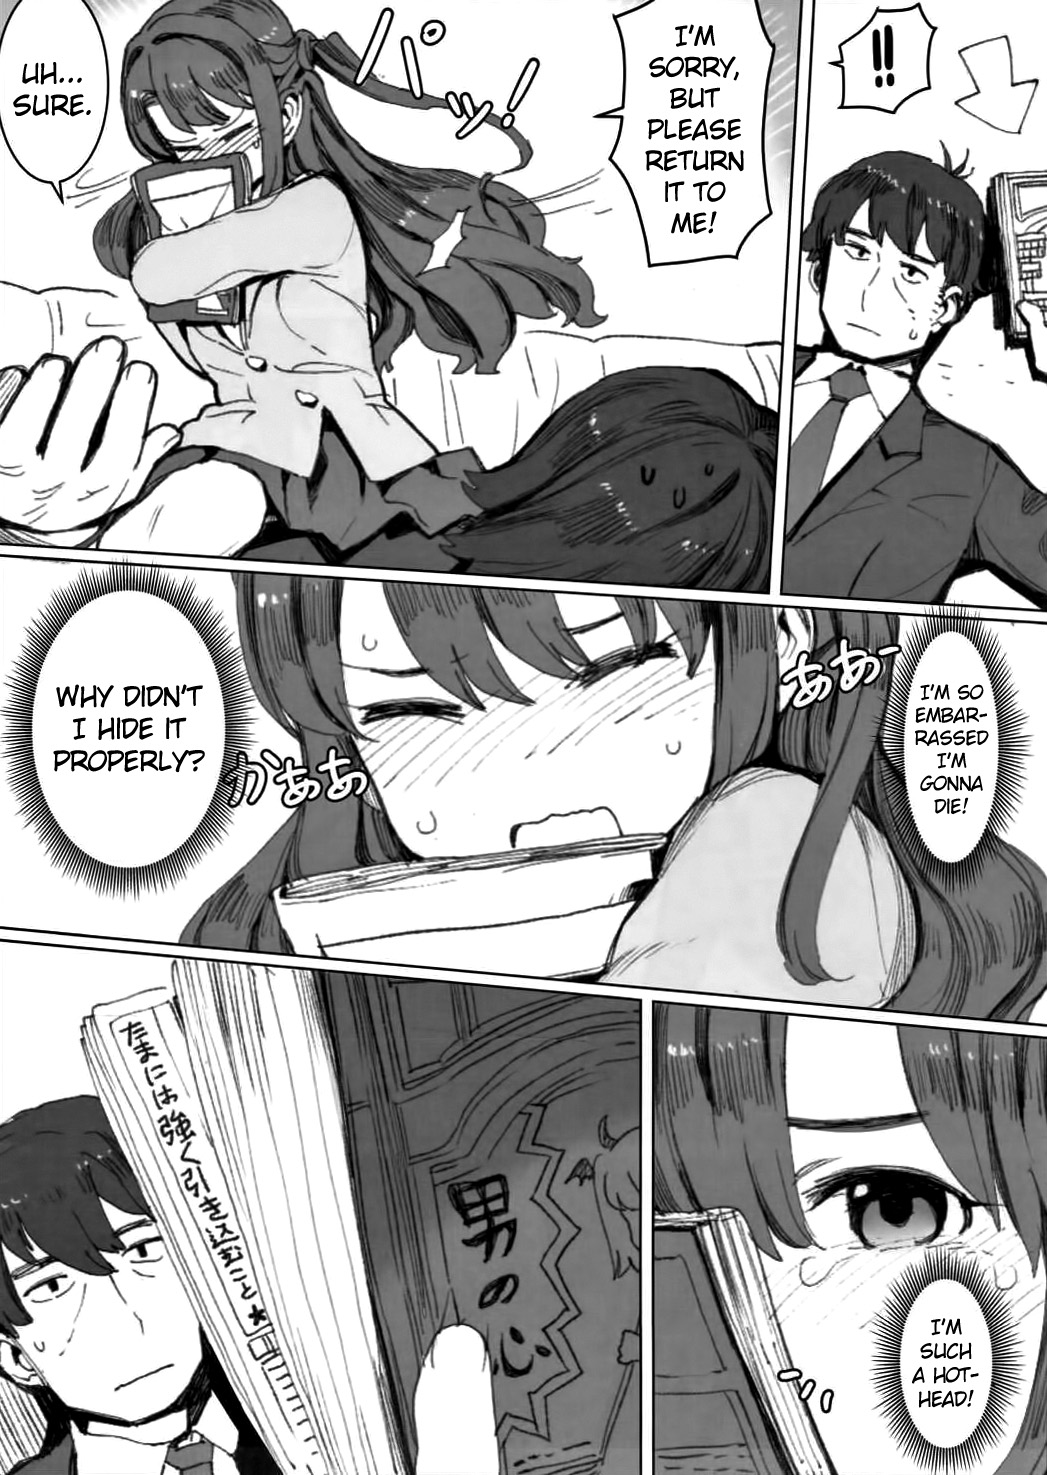 !!
I'M
SORRY,
BUT
PLEASE
RETURN
IT TO
ME!
バッ!
UH...
SURE.
I'M SO
EMBAR-
RASSED
I'M
GONNA
DIE!
ああー
WHY DIDN'T
I HIDE IT
PROPERLY?
かぁぁ
I'M
SUCH
A HOT-
HEAD!
男の心
たまには強く引き込むこと★